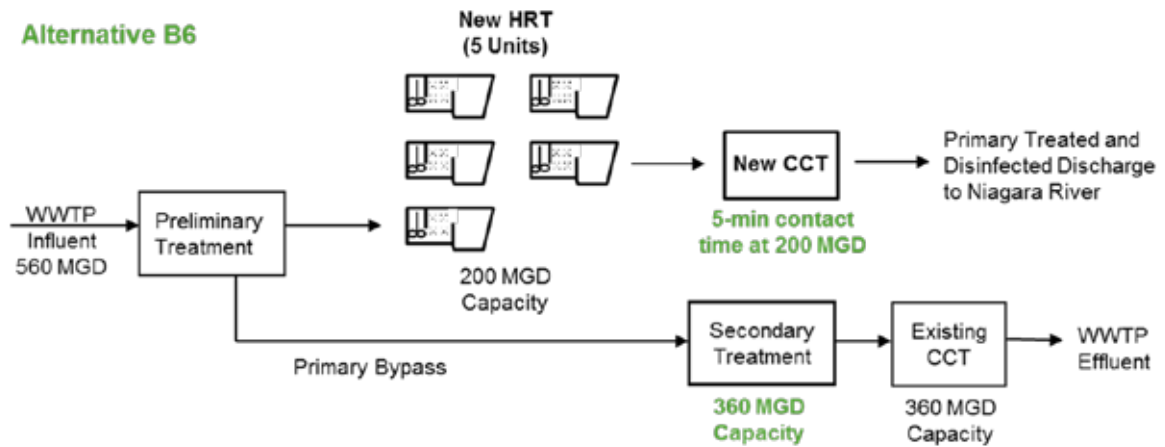 Alternative B6
New HRT
(5 Units)
WWTP
Influent
560 MGD
Preliminary
Treatment
200 MGD
Capacity
New CCT
5-min contact
time at 200 MGD
Primary Treated and
Disinfected Discharge
to Niagara River
Primary Bypass
Secondary
Treatment
360 MGD
Capacity
Existing
CCT
360 MGD
Capacity
WWTP
Effluent